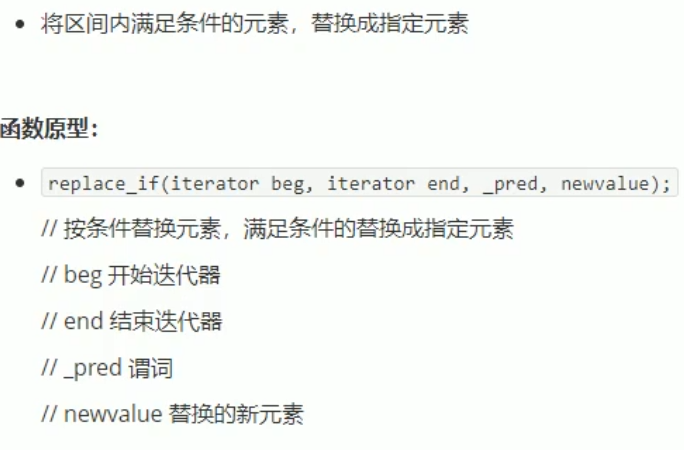 将区间内满足条件的元素，替换成指定元素
函数原型：
replace_if(iterator beg, iterator end, _pred, newvalue);
// 按条件替换元素，满足条件的替换成指定元素
// beg 开始迭代器
// end 结束迭代器
// _pred 谓词
// newvalue 替换的新元素